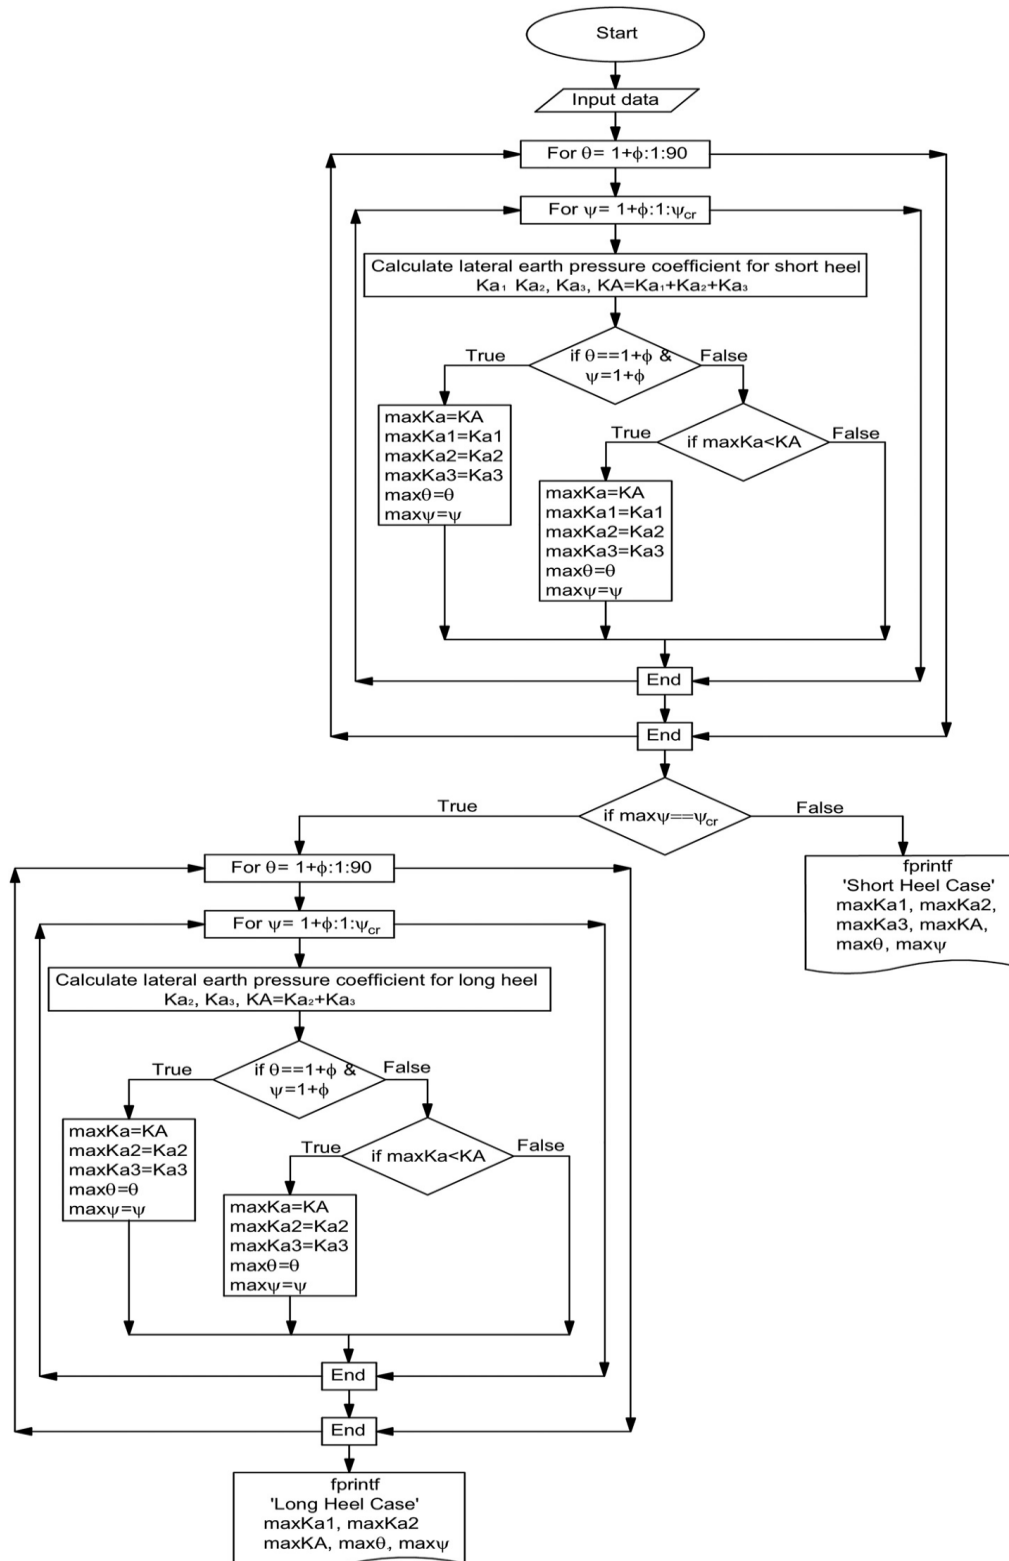 Start
Input data
For θ= 1+ϕ:1:90
For ψ= 1+ϕ:1:ψcr
Calculate lateral earth pressure coefficient for short heel
Ka₁ Ka₂, Ka₃, KA=Ka₁+Ka₂+Ka₃
if θ==1+ϕ &
ψ=1+ϕ
True
False
maxKa=KA
maxKa1=Ka1
maxKa2=Ka2
maxKa3=Ka3
maxθ=θ
maxψ=ψ
if maxKa<KA
True
False
maxKa=KA
maxKa1=Ka1
maxKa2=Ka2
maxKa3=Ka3
maxθ=θ
maxψ=ψ
End
End
if maxψ==ψcr
True
False
fprintf
'Short Heel Case'
maxKa1, maxKa2,
maxKa3, maxKA,
maxθ, maxψ
For θ= 1+ϕ:1:90
For ψ= 1+ϕ:1:ψcr
Calculate lateral earth pressure coefficient for long heel
Ka₂, Ka₃, KA=Ka₂+Ka₃
if θ==1+ϕ &
ψ=1+ϕ
True
False
maxKa=KA
maxKa2=Ka2
maxKa3=Ka3
maxθ=θ
maxψ=ψ
if maxKa<KA
True
False
maxKa=KA
maxKa2=Ka2
maxKa3=Ka3
maxθ=θ
maxψ=ψ
End
End
fprintf
'Long Heel Case'
maxKa1, maxKa2
maxKA, maxθ, maxψ